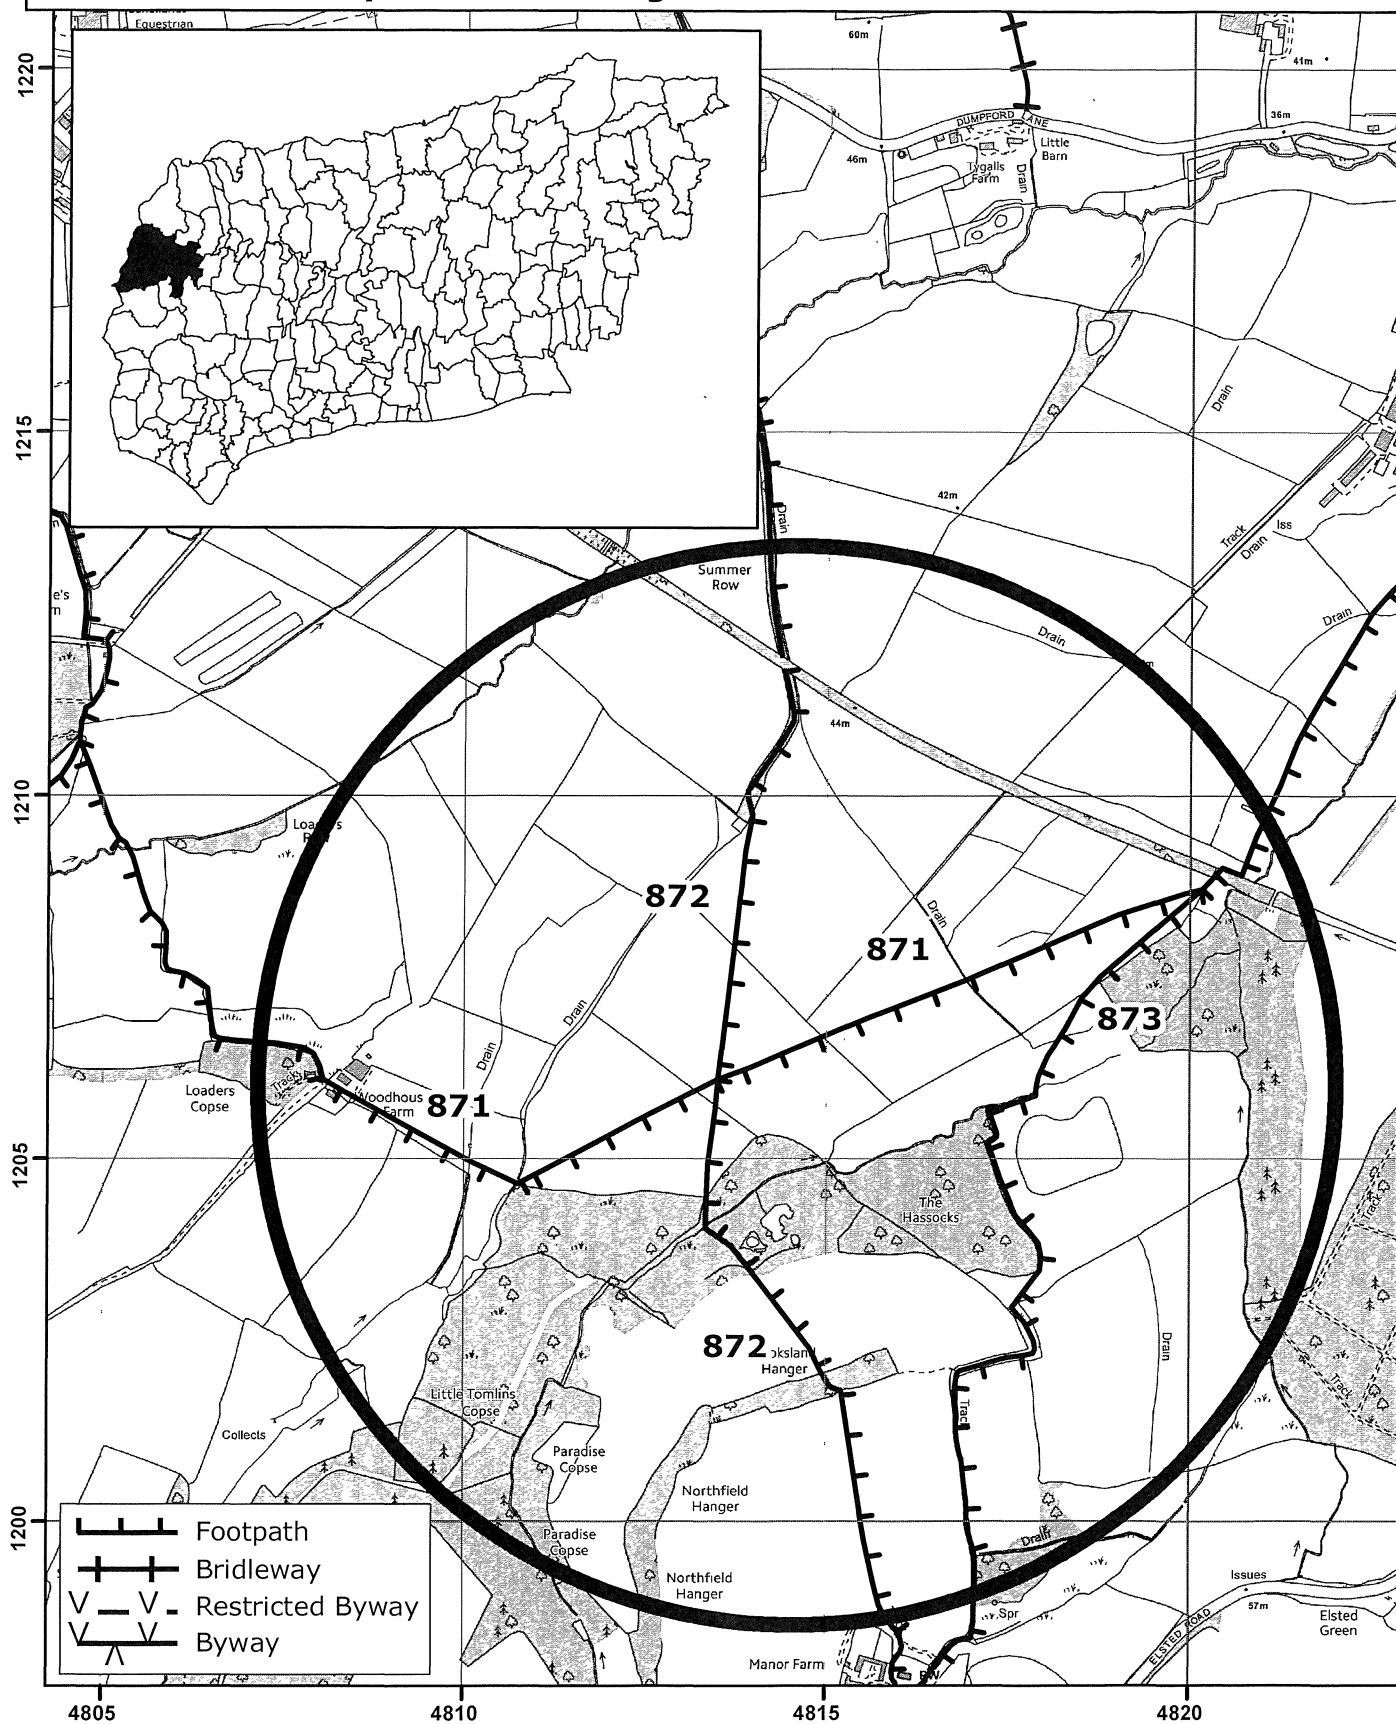 Equestrian
60m
41m
1220
DUMPFORD LANE
36m
46m
Little
Barn
Tygalls
Farm
Drain
Drain
1215
42m
Drain
Track
Drain
Iss
Summer
Row
e's
m
Drain
Drain
m
44m
1210
872
Drain
871
873
Drain
Drain
Track
Woodhous
Farm
871
Loaders
Copse
1205
The
Hassocks
Track
872
oksland
Hanger
Drain
Little Tomlins
Copse
Track
Track
Collects
Paradise
Copse
Northfield
Hanger
1200
Footpath
Paradise
Copse
Drain
Bridleway
Northfield
Hanger
Issues
Restricted Byway
57m
Spr
Elsted
Green
Byway
ELSTED ROAD
Manor Farm
4805
4810
4815
4820